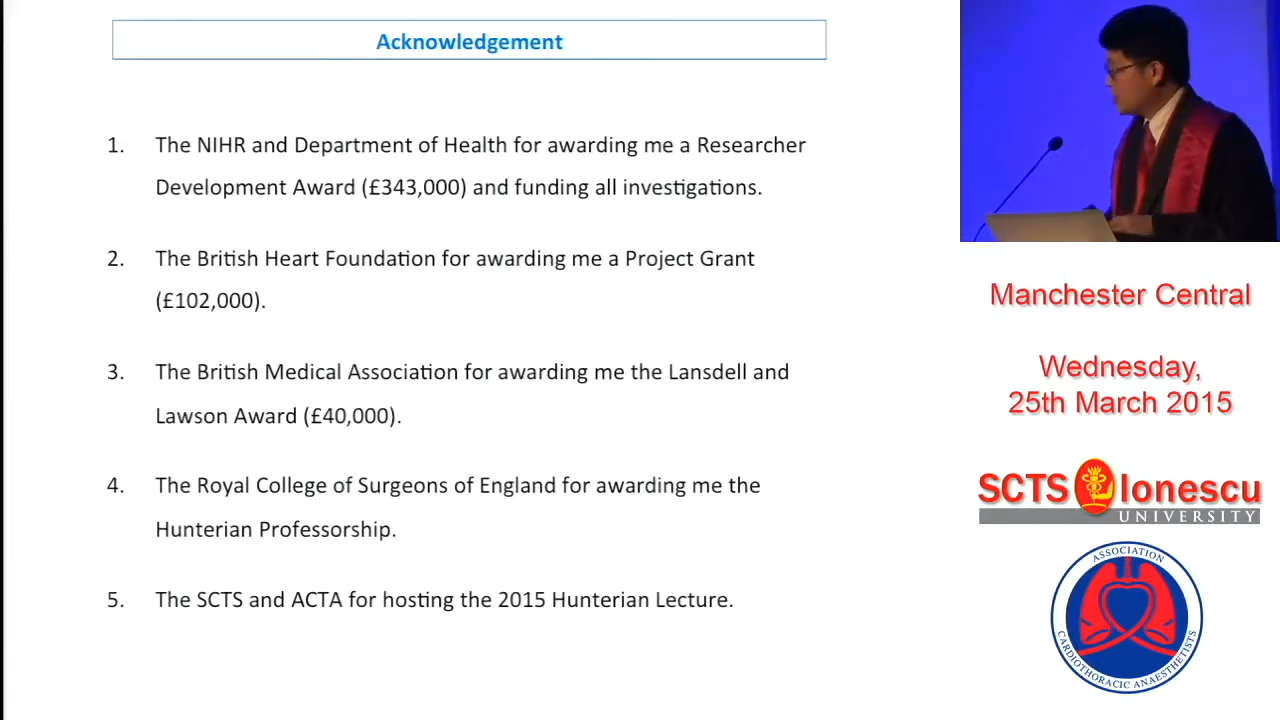 Acknowledgement
1. The NIHR and Department of Health for awarding me a Researcher
Development Award (£343,000) and funding all investigations.
2. The British Heart Foundation for awarding me a Project Grant
(£102,000).
3. The British Medical Association for awarding me the Lansdell and
Lawson Award (£40,000).
4. The Royal College of Surgeons of England for awarding me the
Hunterian Professorship.
5. The SCTS and ACTA for hosting the 2015 Hunterian Lecture.
Manchester Central
Wednesday,
25th March 2015
SCTS Ionescu
UNIVERSITY
ASSOCIATION
CARDIOTHORACIC ANAESTHETISTS